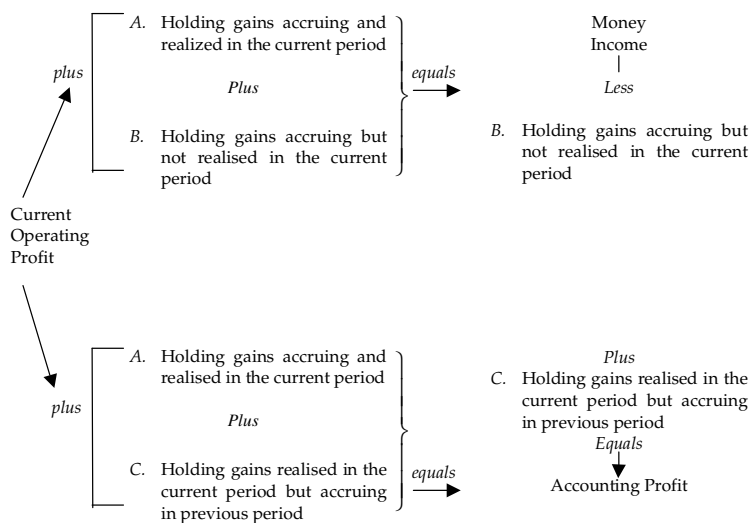 A. Holding gains accruing and
realized in the current period
plus
Plus
B. Holding gains accruing but
not realised in the current
period
equals
Money
Income
Less
B. Holding gains accruing but
not realised in the current
period
Current
Operating
Profit
A. Holding gains accruing and
realised in the current period
plus
Plus
C. Holding gains realised in the
current period but accruing
in previous period
equals
Plus
C. Holding gains realised in the
current period but accruing
in previous period
Equals
Accounting Profit